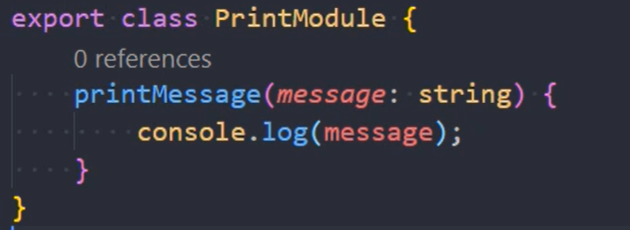 export class PrintModule {
0 references
printMessage(message: string) {
console.log(message);
}
}